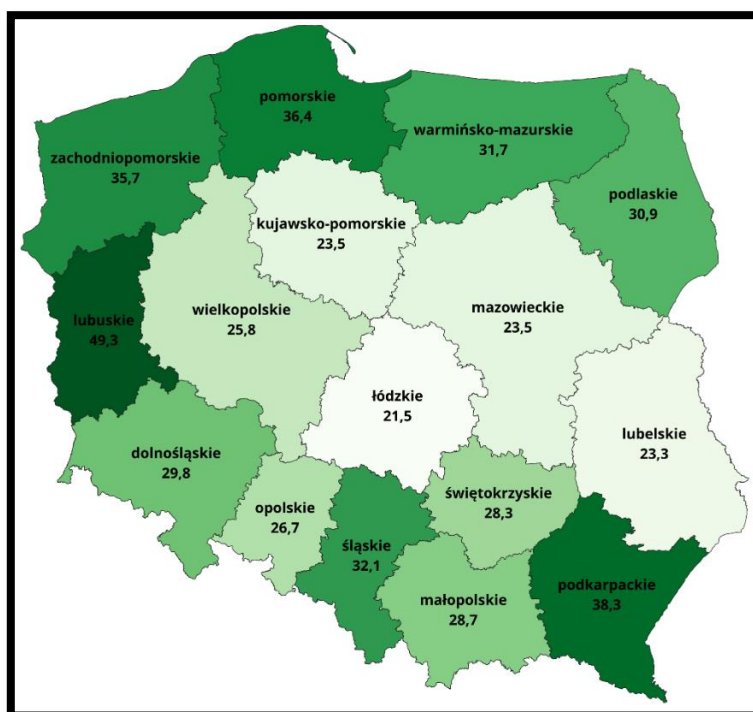 pomorskie
36,4
warmińsko-mazurskie
31,7
zachodniopomorskie
35,7
podlaskie
30,9
kujawsko-pomorskie
23,5
wielkopolskie
25,8
mazowieckie
23,5
lubuskie
49,3
łódzkie
21,5
lubelskie
23,3
dolnośląskie
29,8
świętokrzyskie
28,3
opolskie
26,7
śląskie
32,1
podkarpackie
38,3
małopolskie
28,7